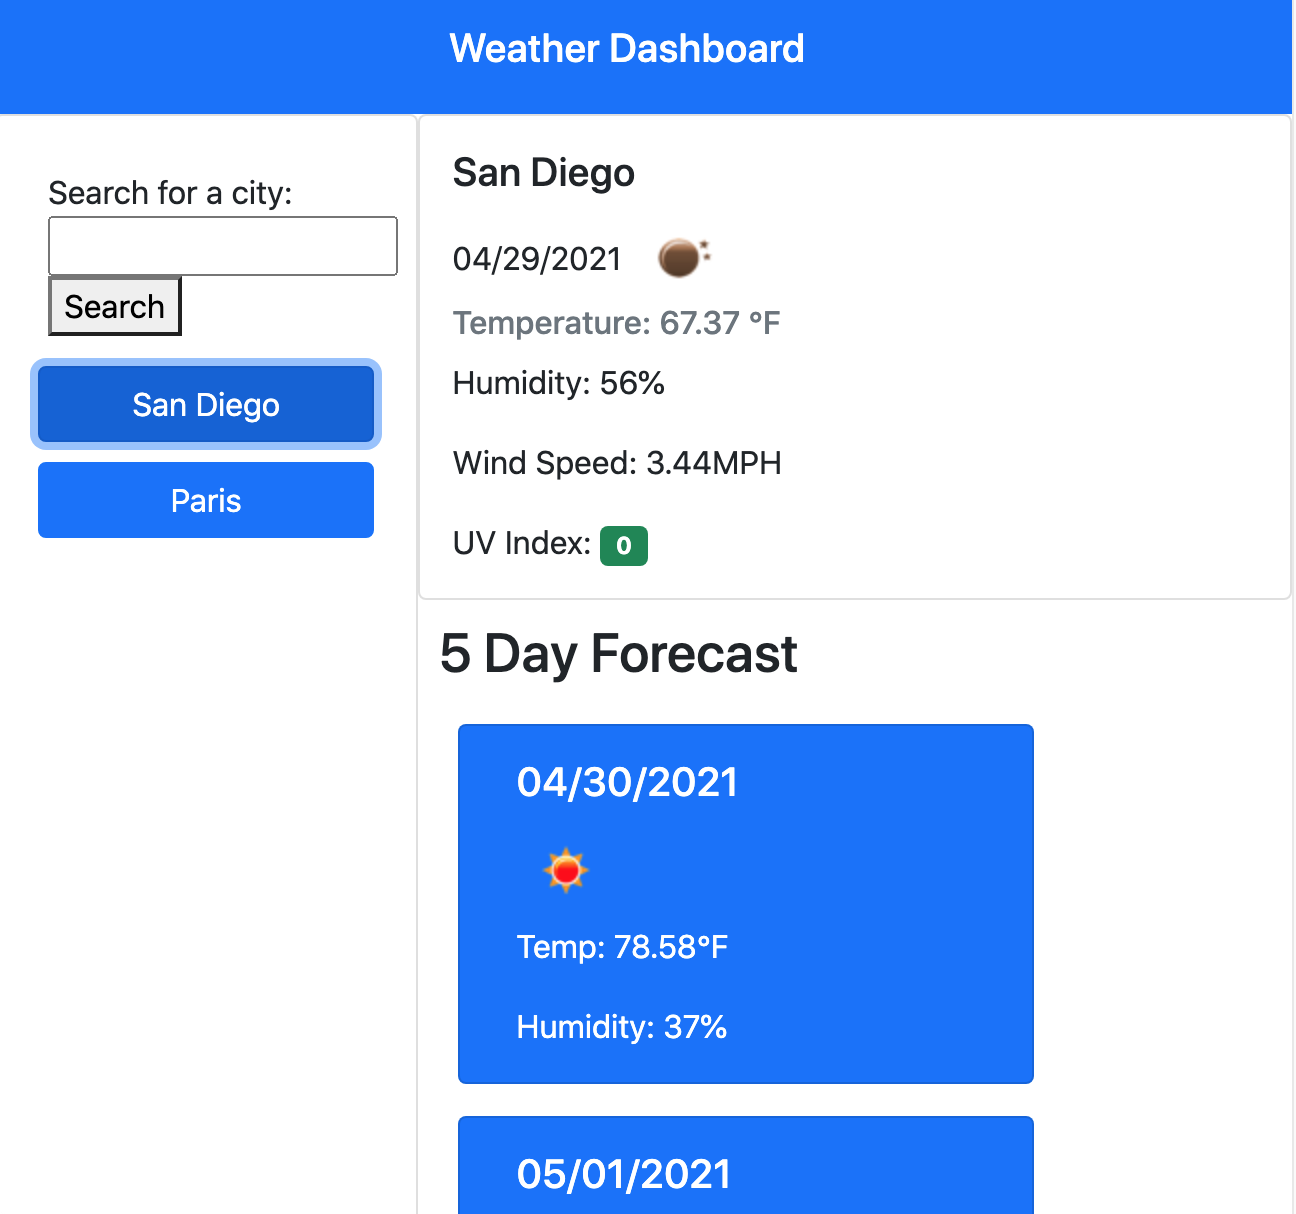 Weather Dashboard
Search for a city:
Search
San Diego
Paris
San Diego
04/29/2021
Temperature: 67.37 °F
Humidity: 56%
Wind Speed: 3.44MPH
UV Index: 0
5 Day Forecast
04/30/2021
Temp: 78.58°F
Humidity: 37%
05/01/2021